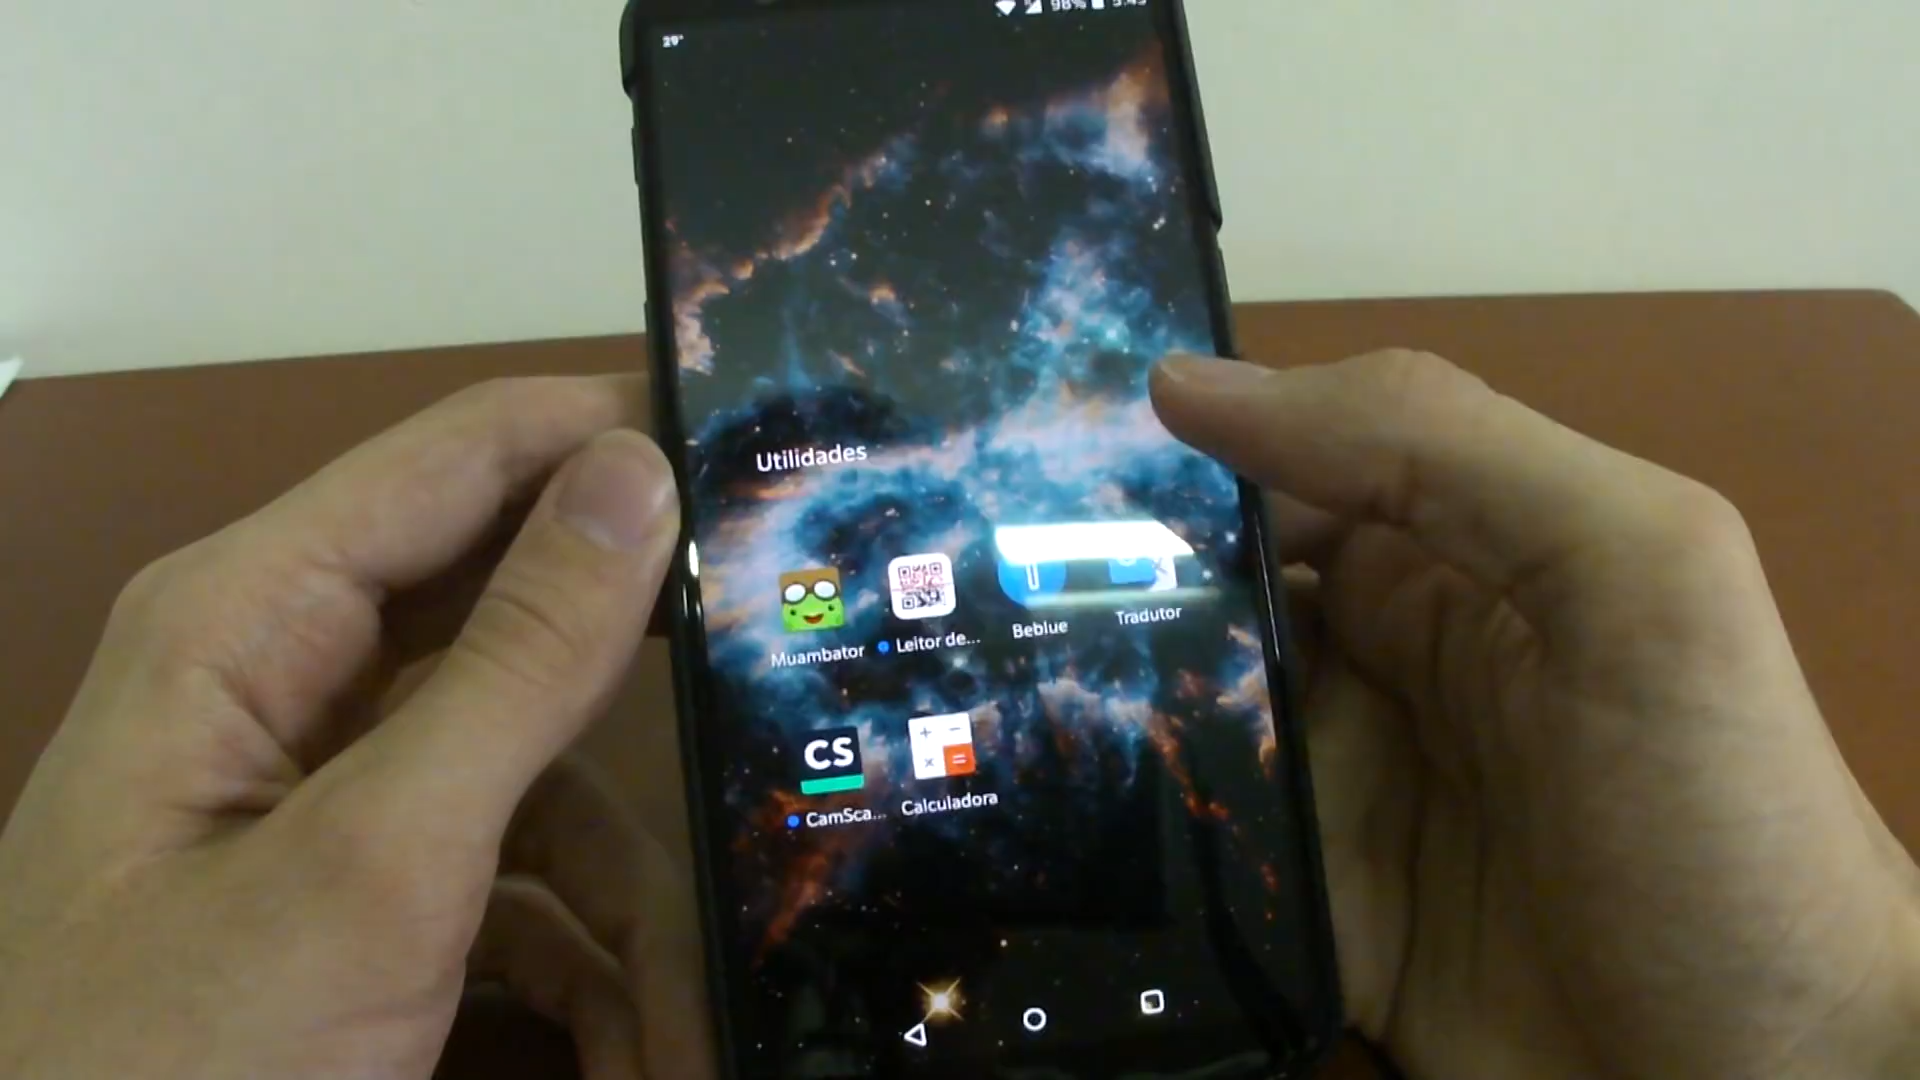 98%
29°
Utilidades
Muambator
Leitor de...
Beblue
Tradutor
CS
CamSca...
Calculadora